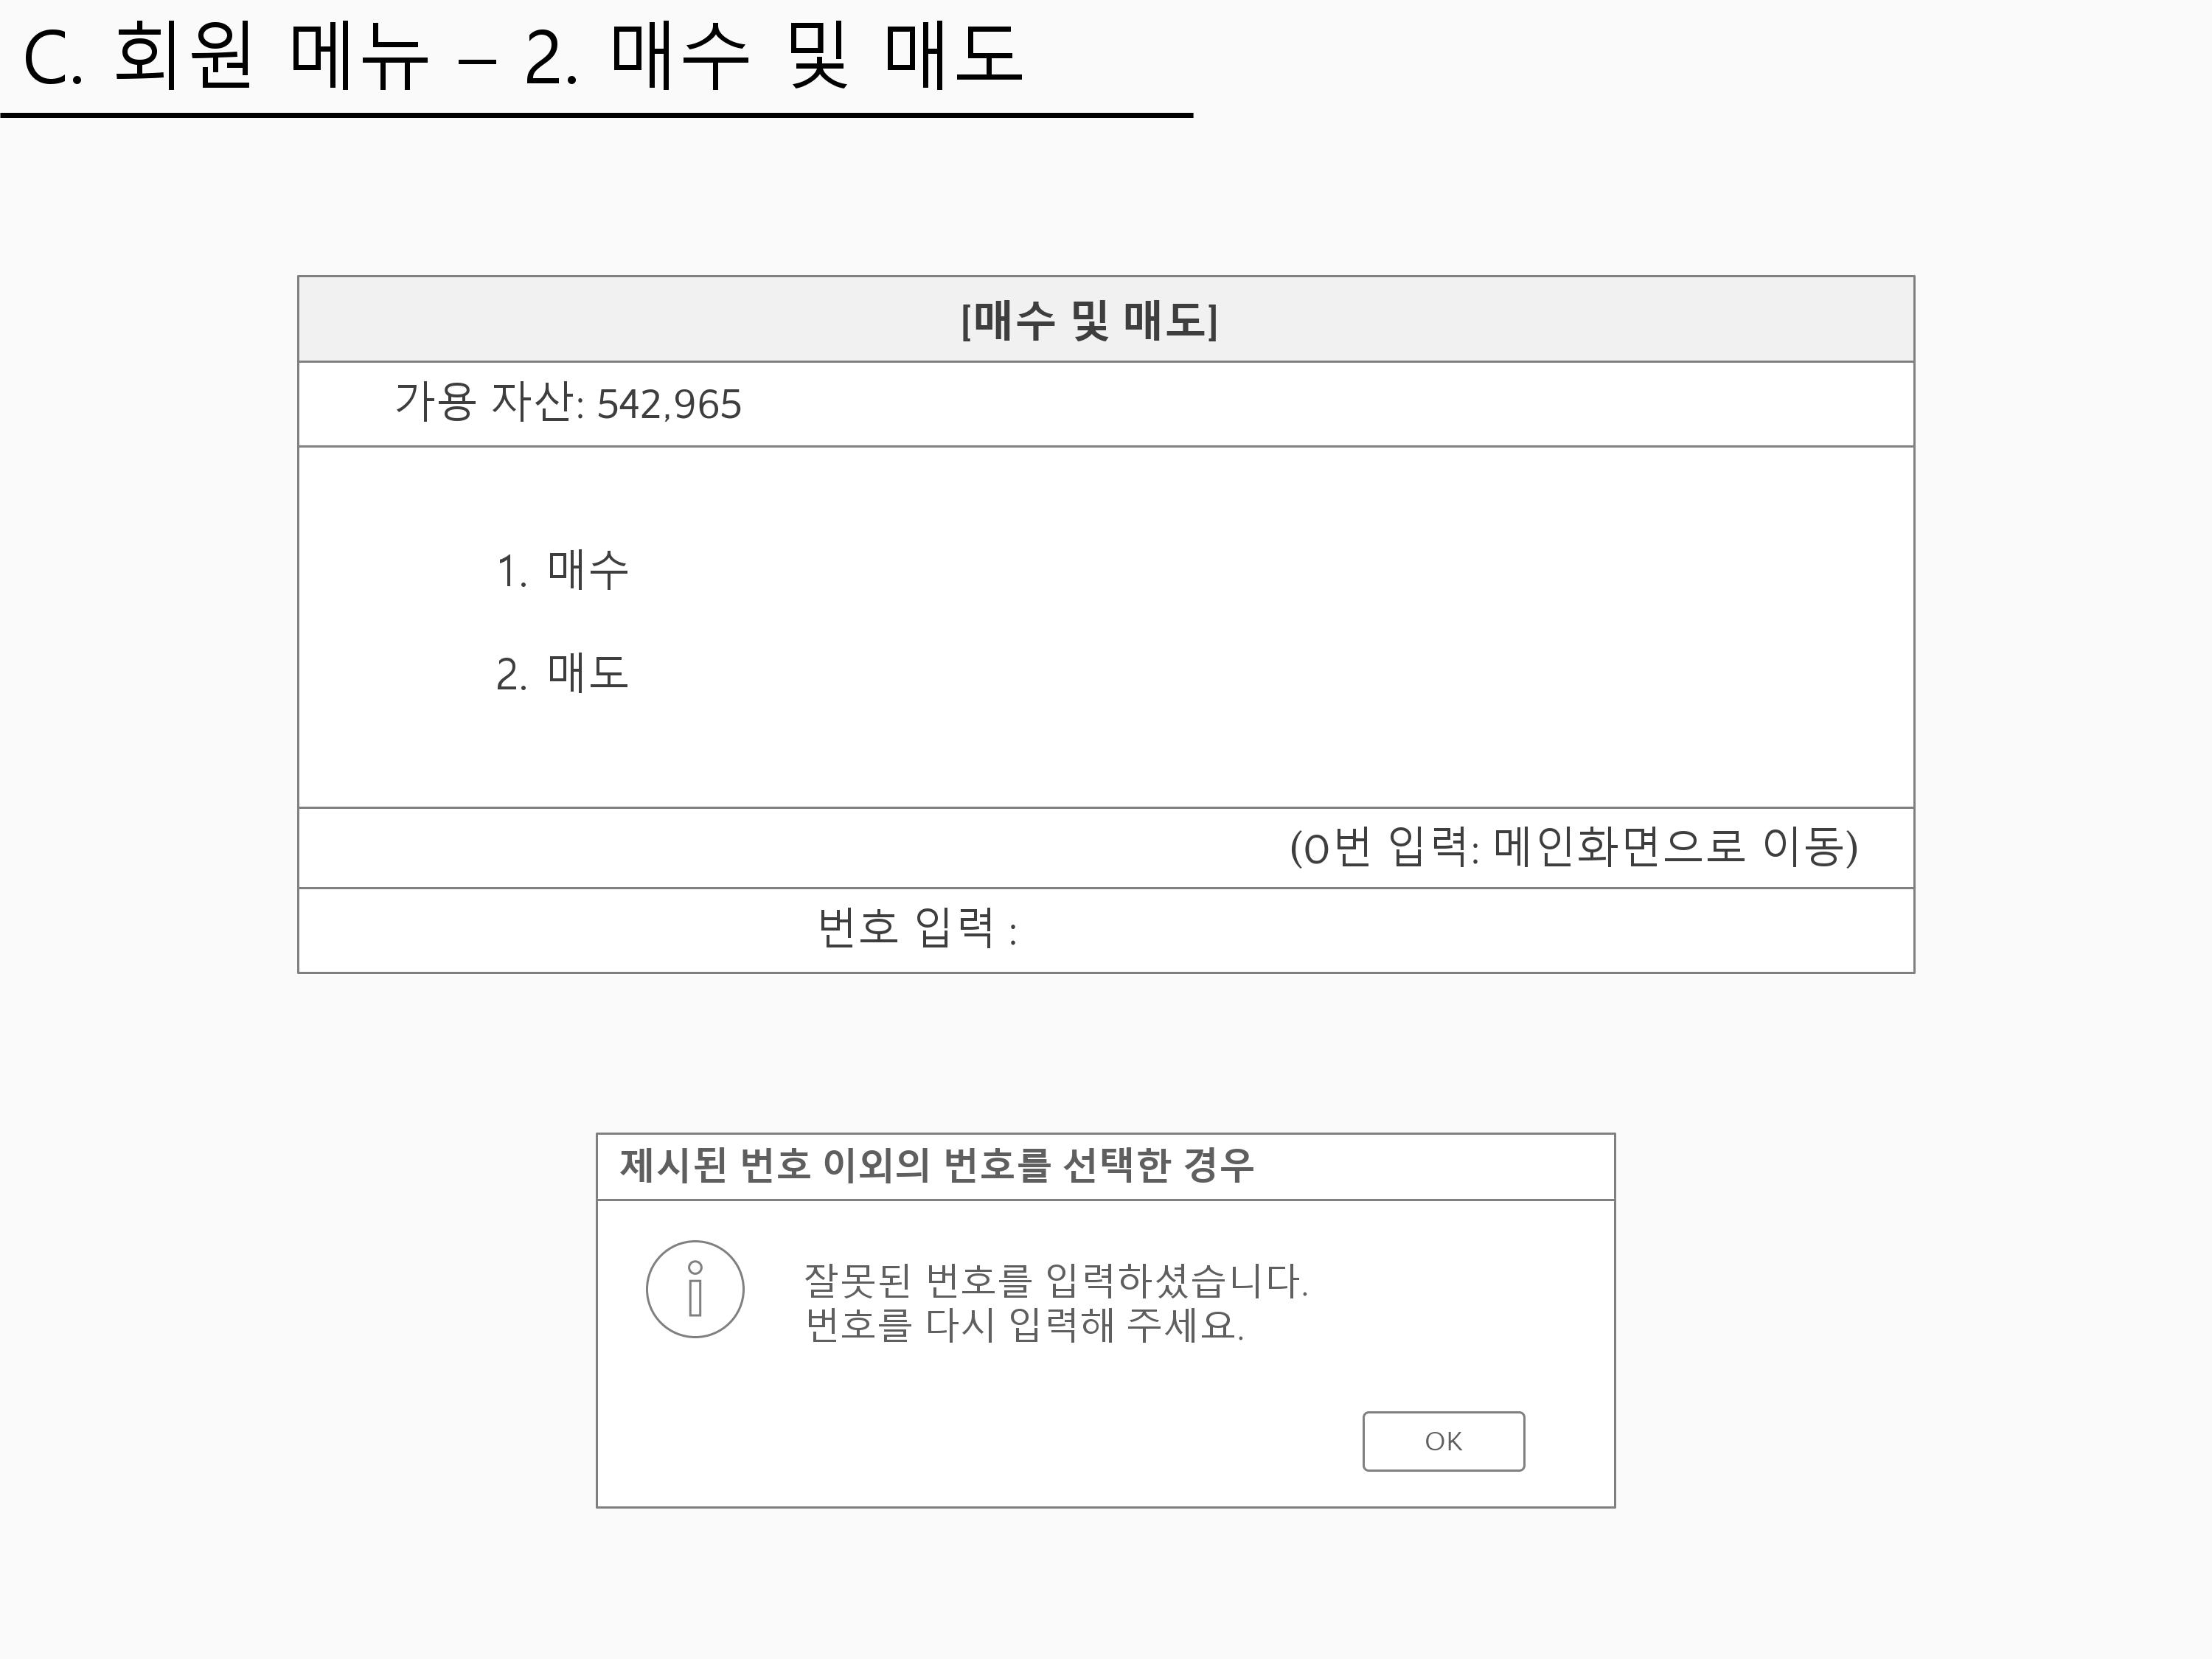 C. 회원 메뉴 – 2. 매수 및 매도
[매수 및 매도]
가용 자산: 542,965
1. 매수
2. 매도
(0번 입력: 메인화면으로 이동)
번호 입력 :
제시된 번호 이외의 번호를 선택한 경우
잘못된 번호를 입력하셨습니다.
번호를 다시 입력해 주세요.
OK